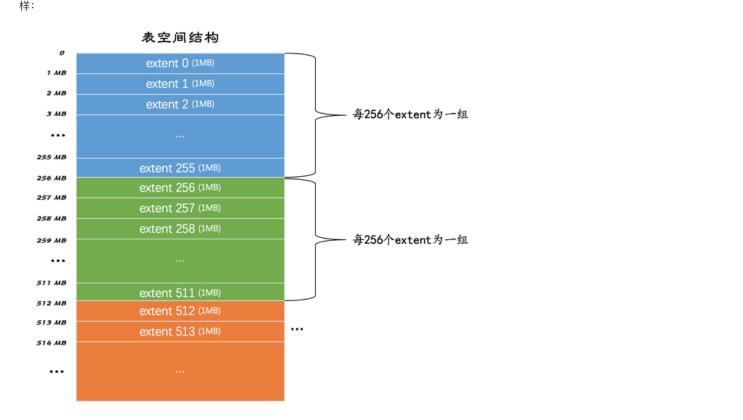 样：
表空间结构
0
extent 0 (1MB)
1 MB
extent 1 (1MB)
2 MB
extent 2 (1MB)
3 MB
每256个extent为一组
...
...
255 MB
extent 255 (1MB)
256 MB
extent 256 (1MB)
257 MB
extent 257 (1MB)
258 MB
extent 258 (1MB)
259 MB
每256个extent为一组
...
...
511 MB
extent 511 (1MB)
512 MB
extent 512 (1MB)
513 MB
extent 513 (1MB)
...
514 MB
...
...